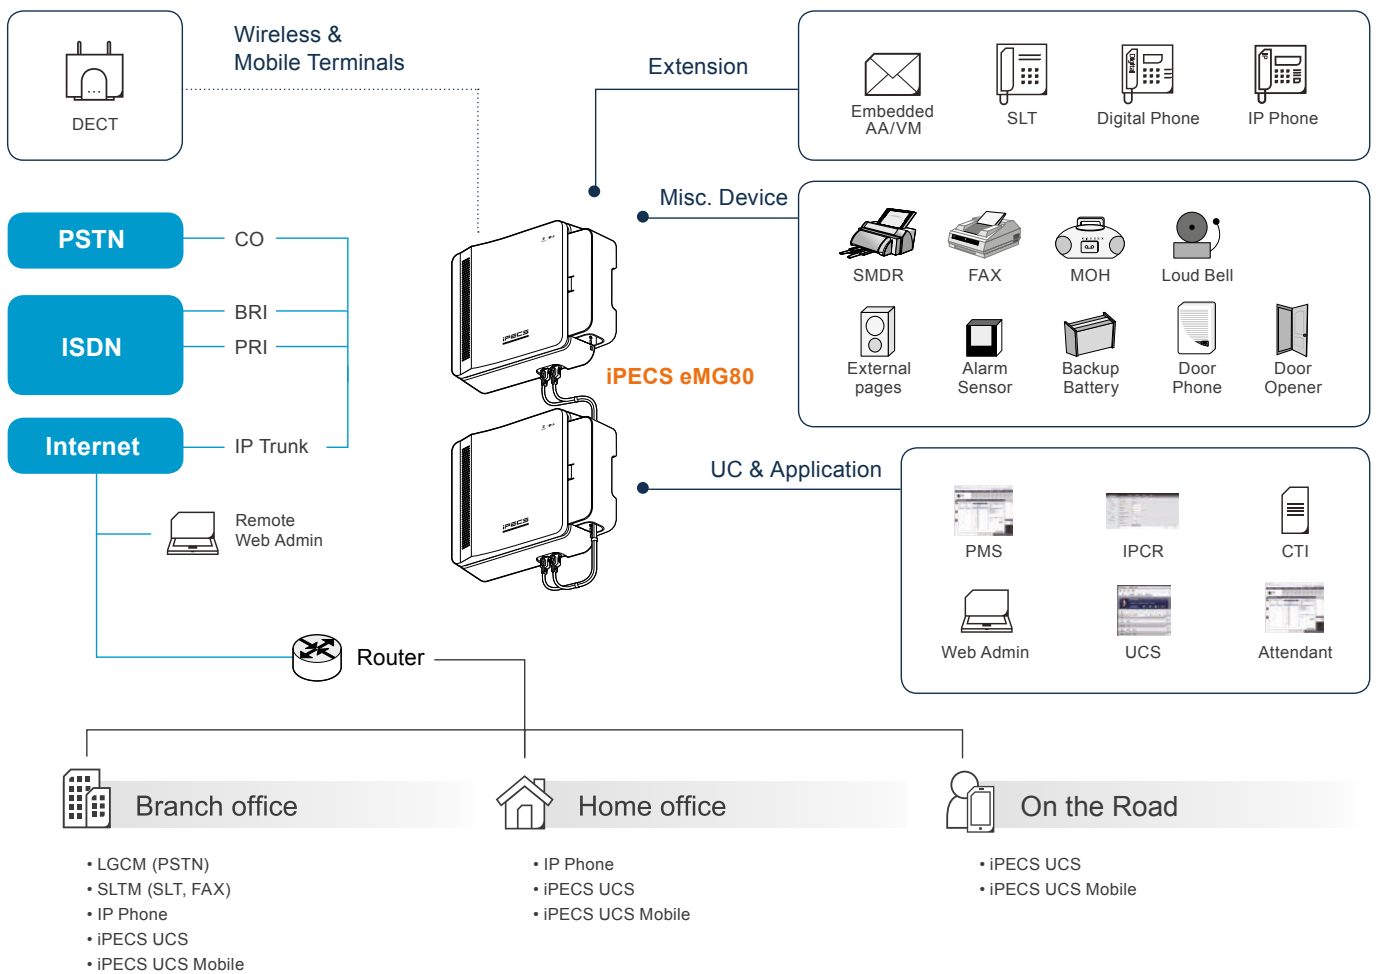 Wireless &
Mobile Terminals
DECT
Extension
Embedded
AA/VM
SLT
Digital
Digital Phone
IP
IP Phone
Misc. Device
SMDR
FAX
MOH
Loud Bell
External
pages
Alarm
Sensor
Backup
Battery
Door
Phone
Door
Opener
PSTN
CO
ISDN
BRI
PRI
Internet
IP Trunk
Remote
Web Admin
iPECS
iPECS eMG80
iPECS
UC & Application
PMS
IPCR
CTI
Web Admin
UCS
Attendant
Router
Branch office
• LGCM (PSTN)
• SLTM (SLT, FAX)
• IP Phone
• iPECS UCS
• iPECS UCS Mobile
Home office
• IP Phone
• iPECS UCS
• iPECS UCS Mobile
On the Road
• iPECS UCS
• iPECS UCS Mobile